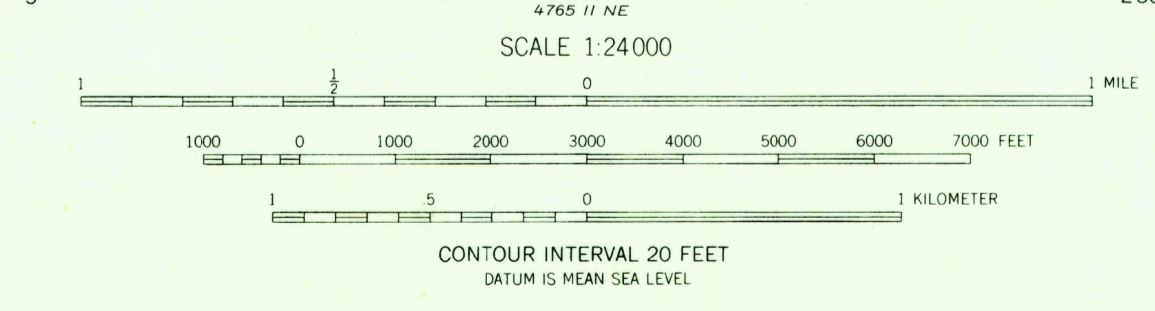 4765 II NE
SCALE 1:24000
1 1/2 0 1 MILE
1000 0 1000 2000 3000 4000 5000 6000 7000 FEET
1 .5 0 1 KILOMETER
CONTOUR INTERVAL 20 FEET
DATUM IS MEAN SEA LEVEL